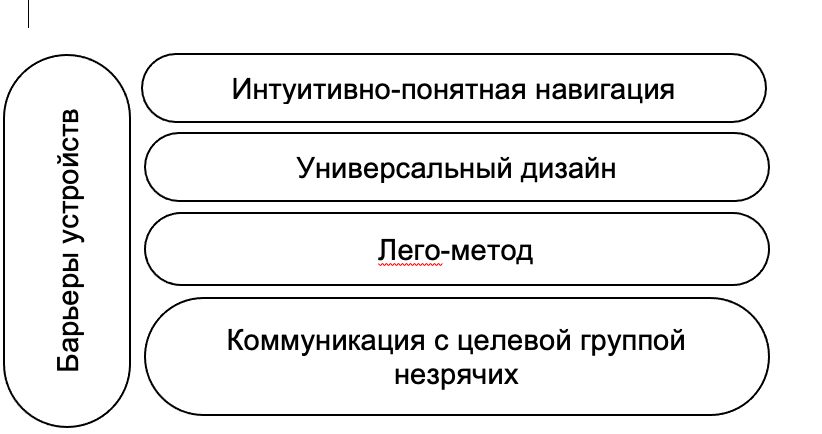 Барьеры устройств
Интуитивно-понятная навигация
Универсальный дизайн
Лего-метод
Коммуникация с целевой группой
незрячих